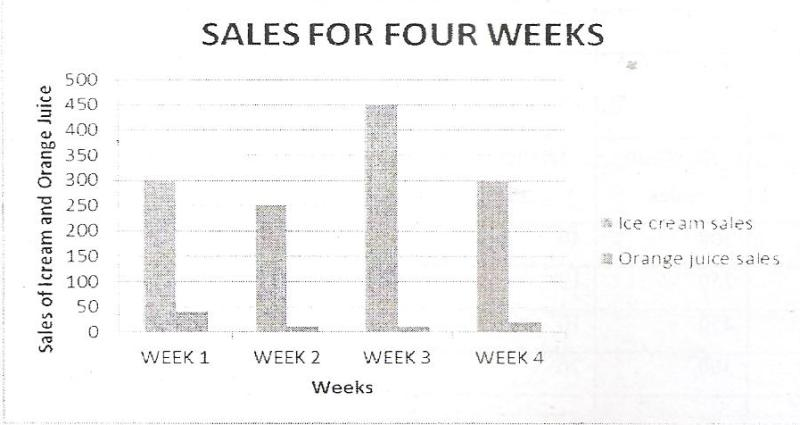 SALES FOR FOUR WEEKS
Sales of Icream and Orange Juice
500
450
400
350
300
250
200
150
100
50
0
WEEK 1 WEEK 2 WEEK 3 WEEK 4
Weeks
Ice cream sales
Orange juice sales